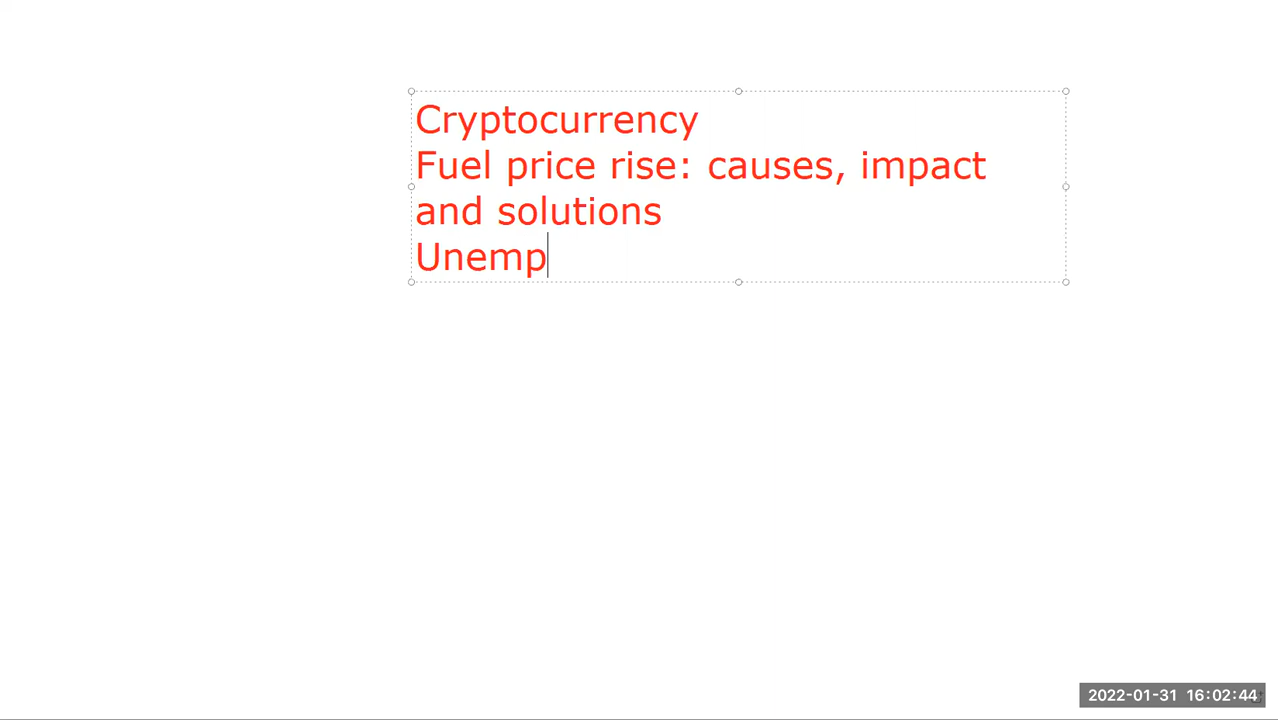 Cryptocurrency
Fuel price rise: causes, impact
and solutions
Unemp
2022-01-31 16:02:44